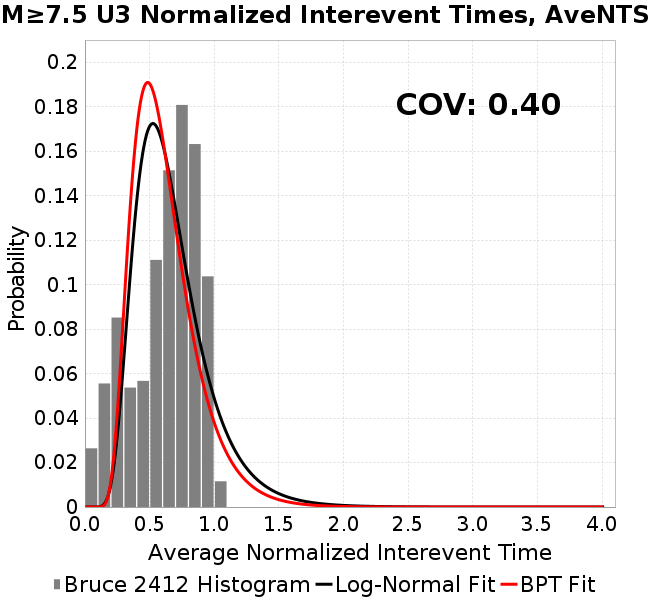 M≥7.5 U3 Normalized Interevent Times, AveNTS
COV: 0.40
0.2
0.18
0.16
0.14
0.12
0.1
0.08
0.06
0.04
0.02
0
Probability
0.0 0.5 1.0 1.5 2.0 2.5 3.0 3.5 4.0
Average Normalized Interevent Time
Bruce 2412 Histogram Log-Normal Fit BPT Fit